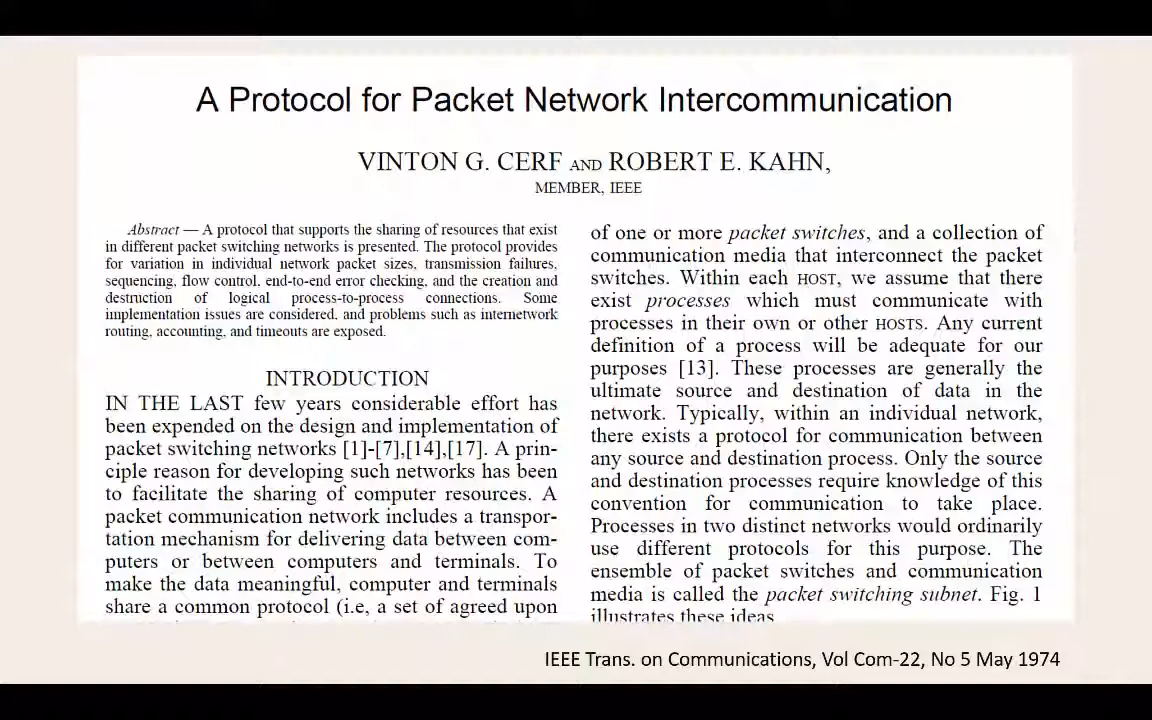 A Protocol for Packet Network Intercommunication
VINTON G. CERF AND ROBERT E. KAHN,
MEMBER, IEEE
Abstract — A protocol that supports the sharing of resources that exist
in different packet switching networks is presented. The protocol provides
for variation in individual network packet sizes, transmission failures,
sequencing, flow control, end-to-end error checking, and the creation and
destruction of logical process-to-process connections. Some
implementation issues are considered, and problems such as internetwork
routing, accounting, and timeouts are exposed.
INTRODUCTION
IN THE LAST few years considerable effort has
been expended on the design and implementation of
packet switching networks [1]-[7],[14],[17]. A prin-
ciple reason for developing such networks has been
to facilitate the sharing of computer resources. A
packet communication network includes a transpor-
tation mechanism for delivering data between com-
puters or between computers and terminals. To
make the data meaningful, computer and terminals
share a common protocol (i.e, a set of agreed upon
of one or more packet switches, and a collection of
communication media that interconnect the packet
switches. Within each HOST, we assume that there
exist processes which must communicate with
processes in their own or other HOSTS. Any current
definition of a process will be adequate for our
purposes [13]. These processes are generally the
ultimate source and destination of data in the
network. Typically, within an individual network,
there exists a protocol for communication between
any source and destination process. Only the source
and destination processes require knowledge of this
convention for communication to take place.
Processes in two distinct networks would ordinarily
use different protocols for this purpose. The
ensemble of packet switches and communication
media is called the packet switching subnet. Fig. 1
illustrates these ideas
IEEE Trans. on Communications, Vol Com-22, No 5 May 1974